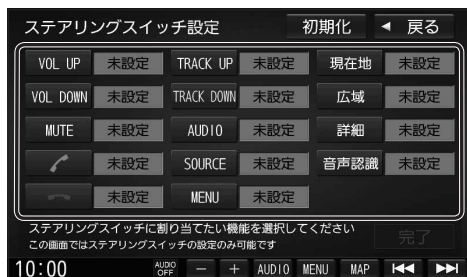 ステアリングスイッチ設定 初期化 ◀ 戻る
VOL UP 未設定 TRACK UP 未設定 現在地 未設定
VOL DOWN 未設定 TRACK DOWN 未設定 広域 未設定
MUTE 未設定 AUDIO 未設定 詳細 未設定
未設定 SOURCE 未設定 音声認識 未設定
未設定 MENU 未設定
ステアリングスイッチに割り当てたい機能を選択してください
この画面ではステアリングスイッチの設定のみ可能です 完了
10:00 AUDIO OFF − + AUDIO MENU MAP